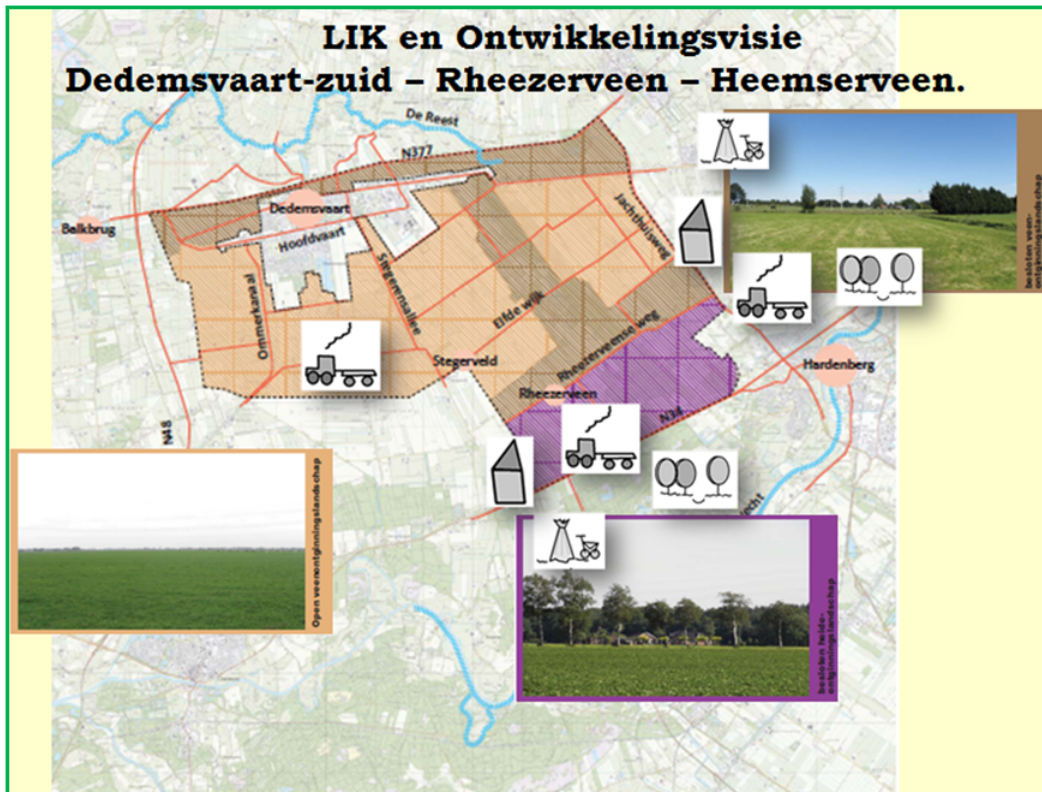 LIK en Ontwikkelingsvisie
Dedemsvaart-zuid – Rheezerveen – Heemserveen.
De Reest
N377
Balkbrug
Dedemsvaart
Hoofdvaart
Jachthuisweg
Ommerkanaal
Stegerensallee
Elfde wijk
Stegerveld
Rheezerveense weg
Rheezerveen
Hardenberg
N34
N48
echt
besloten veen-
ontginningslandschap
Open veenontginningslandschap
besloten heide-
ontginningslandschap